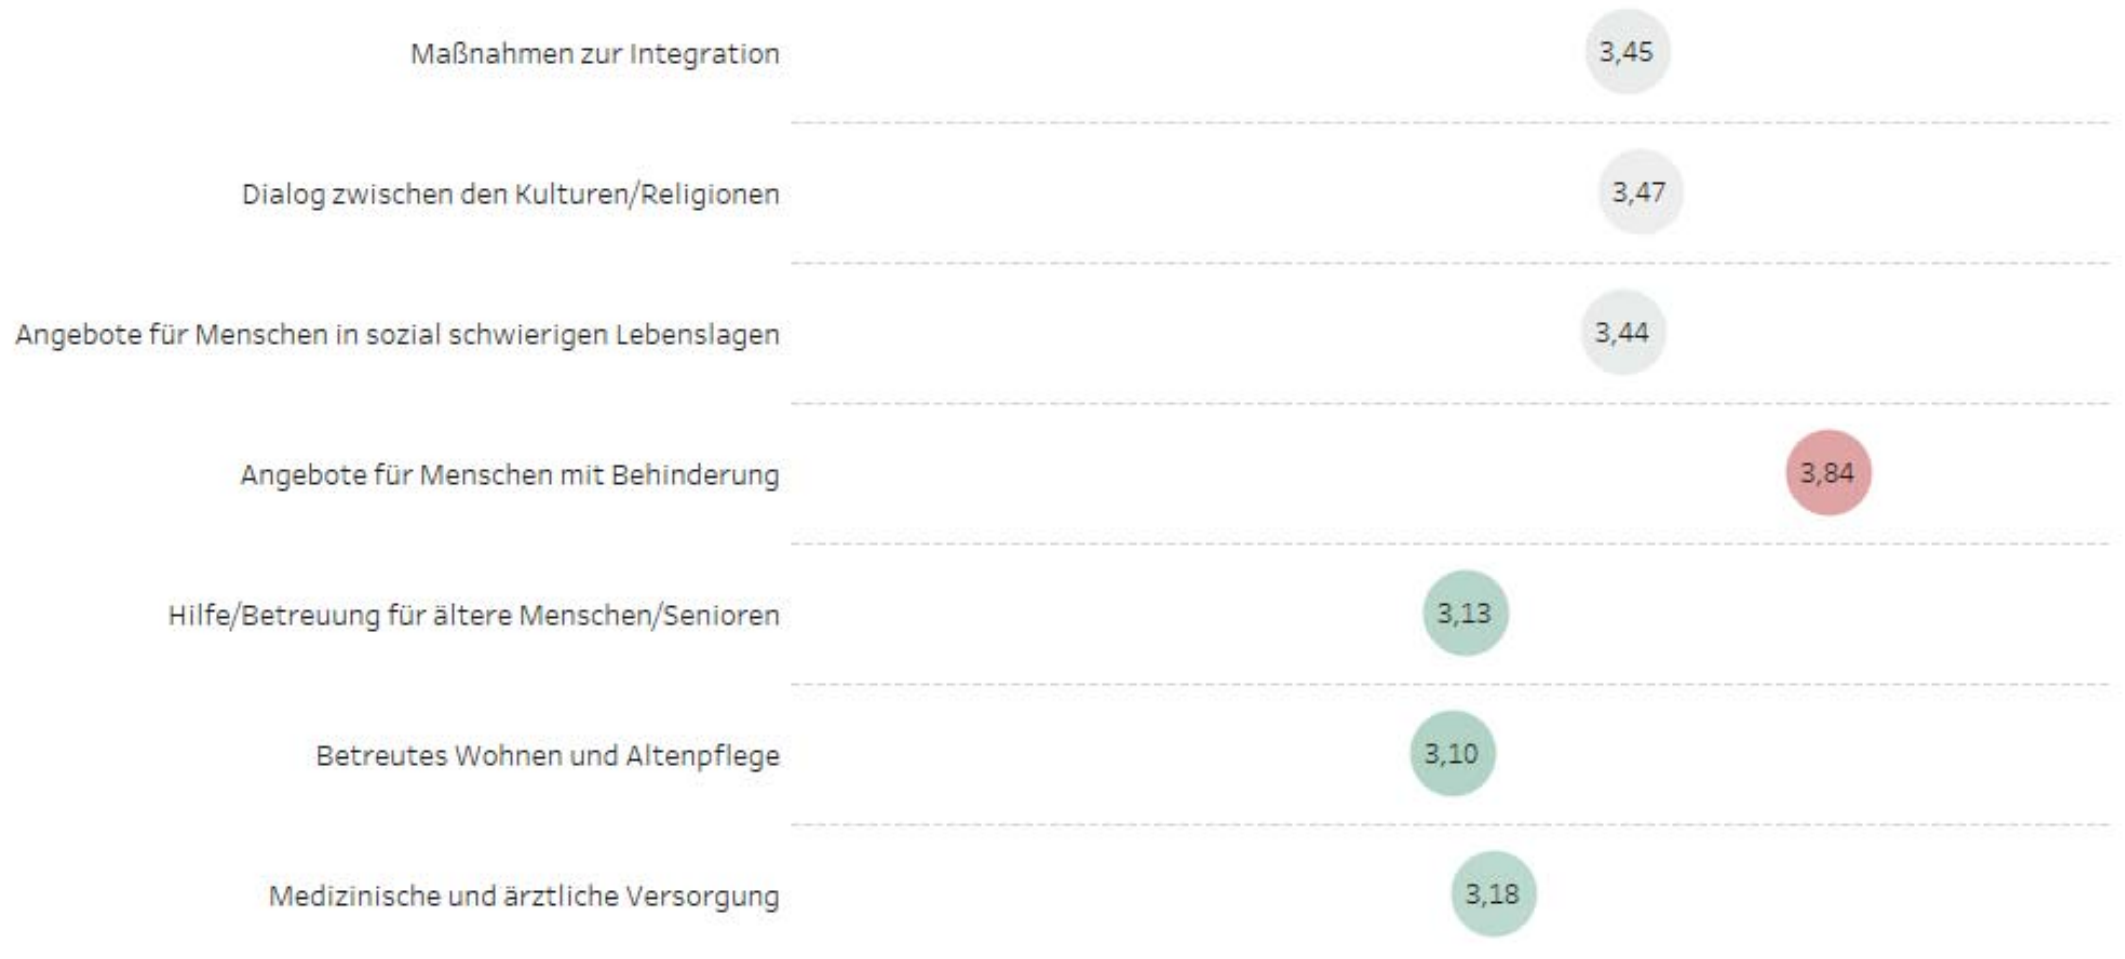 Maßnahmen zur Integration 3,45
Dialog zwischen den Kulturen/Religionen 3,47
Angebote für Menschen in sozial schwierigen Lebenslagen 3,44
Angebote für Menschen mit Behinderung 3,84
Hilfe/Betreuung für ältere Menschen/Senioren 3,13
Betreutes Wohnen und Altenpflege 3,10
Medizinische und ärztliche Versorgung 3,18